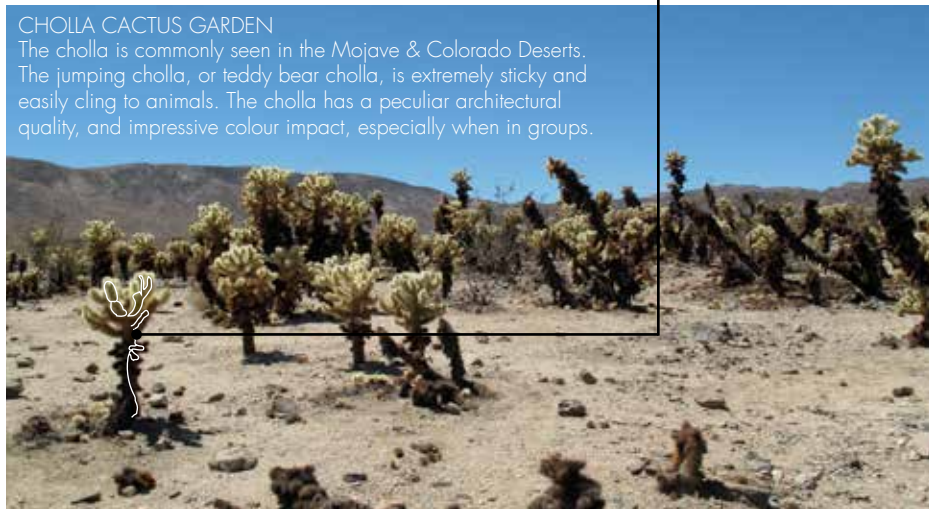 CHOLLA CACTUS GARDEN
The cholla is commonly seen in the Mojave & Colorado Deserts.
The jumping cholla, or teddy bear cholla, is extremely sticky and
easily cling to animals. The cholla has a peculiar architectural
quality, and impressive colour impact, especially when in groups.